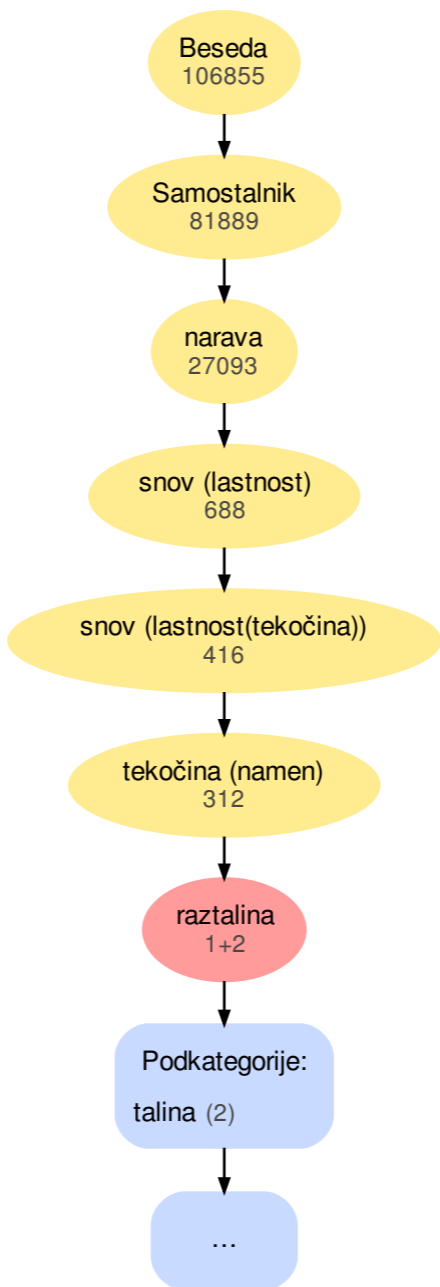 Beseda
106855
Samostalnik
81889
narava
27093
snov (lastnost)
688
snov (lastnost(tekočina))
416
tekočina (namen)
312
raztalina
1+2
Podkategorije:
talina (2)
...